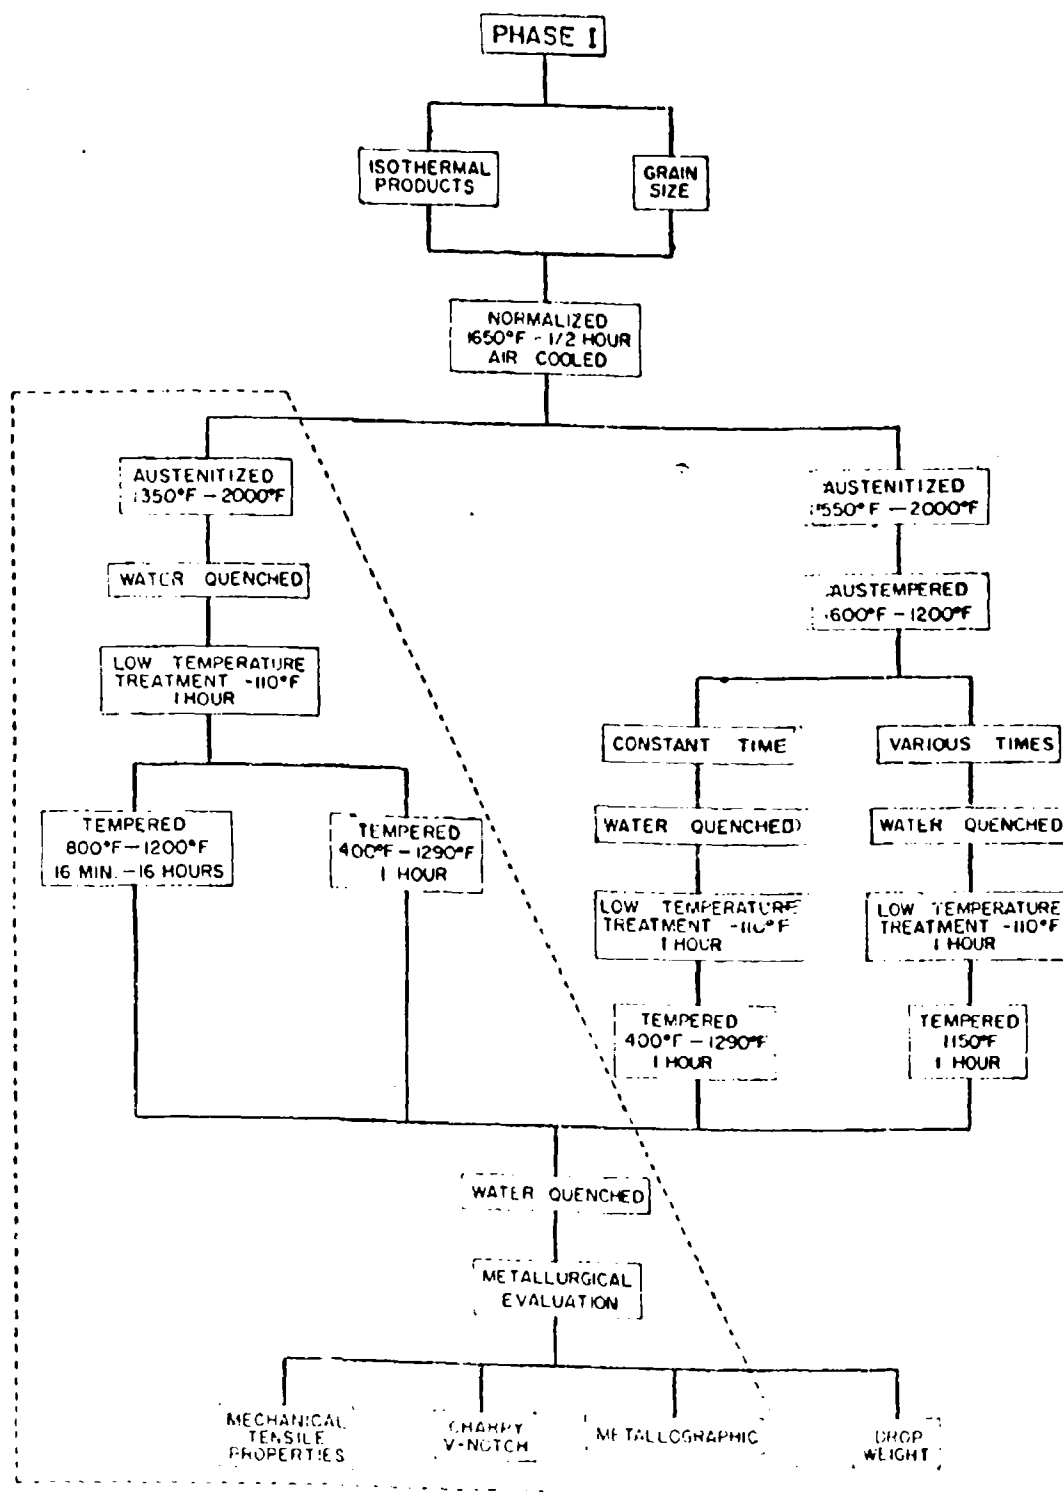 PHASE I
ISOTHERMAL
PRODUCTS
GRAIN
SIZE
NORMALIZED
1650°F - 1/2 HOUR
AIR COOLED
AUSTENITIZED
1350°F - 2000°F
WATER QUENCHED
LOW TEMPERATURE
TREATMENT -110°F
1 HOUR
TEMPERED
800°F - 1200°F
16 MIN. - 16 HOURS
TEMPERED
400°F - 1290°F
1 HOUR
AUSTENITIZED
1550°F - 2000°F
AUSTEMPERED
600°F - 1200°F
CONSTANT TIME
WATER QUENCHED
LOW TEMPERATURE
TREATMENT -110°F
1 HOUR
TEMPERED
400°F - 1290°F
1 HOUR
VARIOUS TIMES
WATER QUENCHED
LOW TEMPERATURE
TREATMENT -110°F
1 HOUR
TEMPERED
1150°F
1 HOUR
WATER QUENCHED
METALLURGICAL
EVALUATION
MECHANICAL
TENSILE
PROPERTIES
CHARPY
V-NOTCH
METALLOGRAPHIC
DROP
WEIGHT